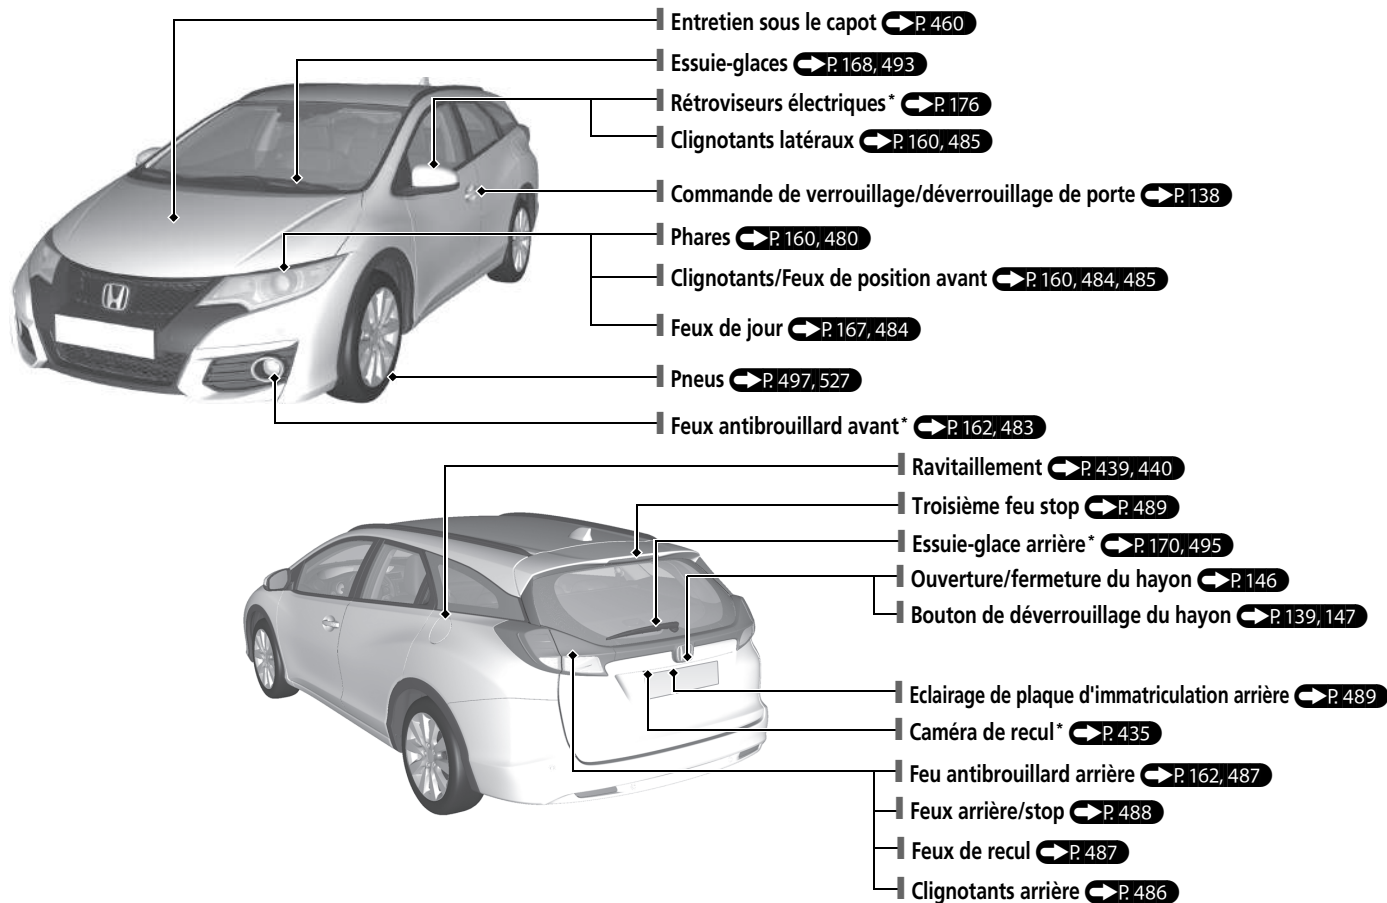 Entretien sous le capot P. 460
Essuie-glaces P. 168, 493
Rétroviseurs électriques* P. 176
Clignotants latéraux P. 160, 485
Commande de verrouillage/déverrouillage de porte P. 138
Phares P. 160, 480
Clignotants/Feux de position avant P. 160, 484, 485
Feux de jour P. 167, 484
Pneus P. 497, 527
Feux antibrouillard avant* P. 162, 483
Ravitaillement P. 439, 440
Troisième feu stop P. 489
Essuie-glace arrière* P. 170, 495
Ouverture/fermeture du hayon P. 146
Bouton de déverrouillage du hayon P. 139, 147
Eclairage de plaque d'immatriculation arrière P. 489
Caméra de recul* P. 435
Feu antibrouillard arrière P. 162, 487
Feux arrière/stop P. 488
Feux de recul P. 487
Clignotants arrière P. 486